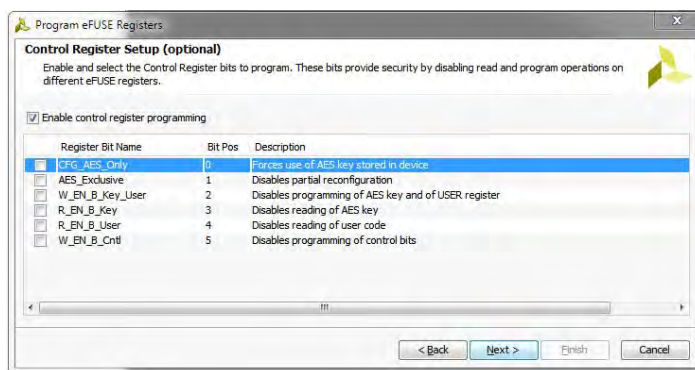 Program eFUSE Registers
X
Control Register Setup (optional)
Enable and select the Control Register bits to program. These bits provide security by disabling read and program operations on
different eFUSE registers.
Enable control register programming
Register Bit Name Bit Pos Description
CFG_AES_Only 0 Forces use of AES key stored in device
AES_Exclusive 1 Disables partial reconfiguration
W_EN_B_Key_User 2 Disables programming of AES key and of USER register
R_EN_B_Key 3 Disables reading of AES key
R_EN_B_User 4 Disables reading of user code
W_EN_B_Cntl 5 Disables programming of control bits
< Back Next > Finish Cancel